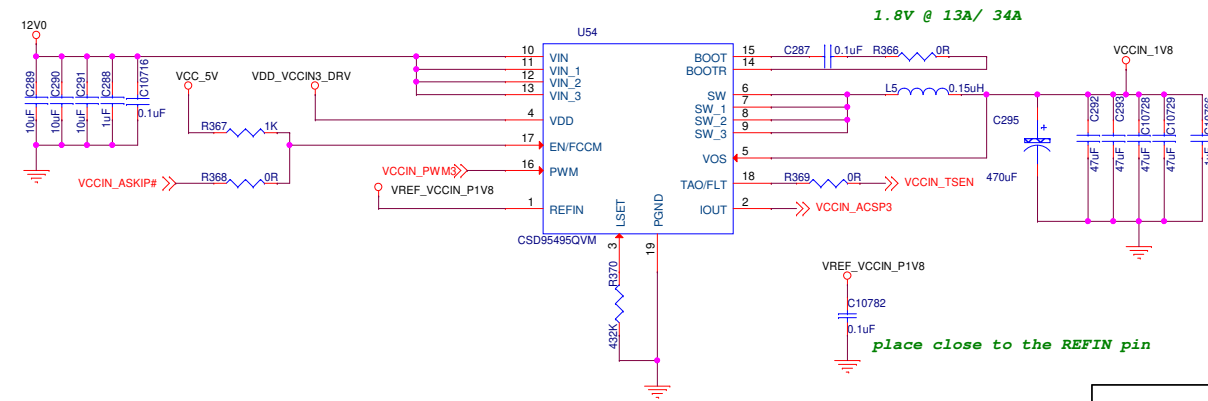 1.8V @ 13A/ 34A
12V0
U54
C289
10uF
C290
10uF
C291
10uF
C288
1uF
C10716
0.1uF
VCC_5V
VDD_VCCIN3_DRV
R367
1K
VCCIN_ASKIP#
R368
0R
VCCIN_PWM3
VREF_VCCIN_P1V8
10
VIN
11
VIN_1
12
VIN_2
13
VIN_3
4
VDD
17
EN/FCCM
16
PWM
1
REFIN
CSD95495QVM
LSET
3
PGND
19
R370
432K
BOOT
15
BOOTR
14
SW
6
SW_1
7
SW_2
8
SW_3
9
VOS
5
TAO/FLT
18
IOUT
2
C287
0.1uF
R366
0R
L5
0.15uH
VCCIN_1V8
C295
+
470uF
C292
47uF
C293
47uF
C10728
47uF
C10729
47uF
R369
0R
VCCIN_TSEN
VCCIN_ACSP3
VREF_VCCIN_P1V8
C10782
0.1uF
place close to the REFIN pin